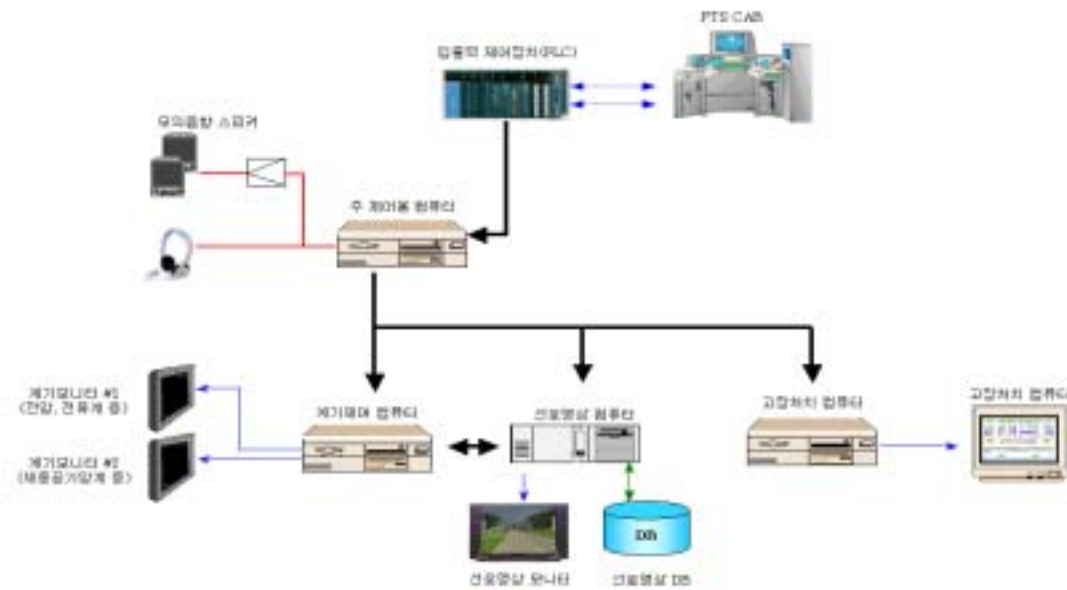 PTS CAB
입출력 제어장치(PLC)
모의음향 스피커
주 제어용 컴퓨터
계기모니터 #1
(전압, 전류계 등)
계기제어 컴퓨터
선로영상 컴퓨터
고장처치 컴퓨터
고장처치 컴퓨터
계기모니터 #2
(제동공기압계 등)
DB
선로영상 모니터
선로영상 DB